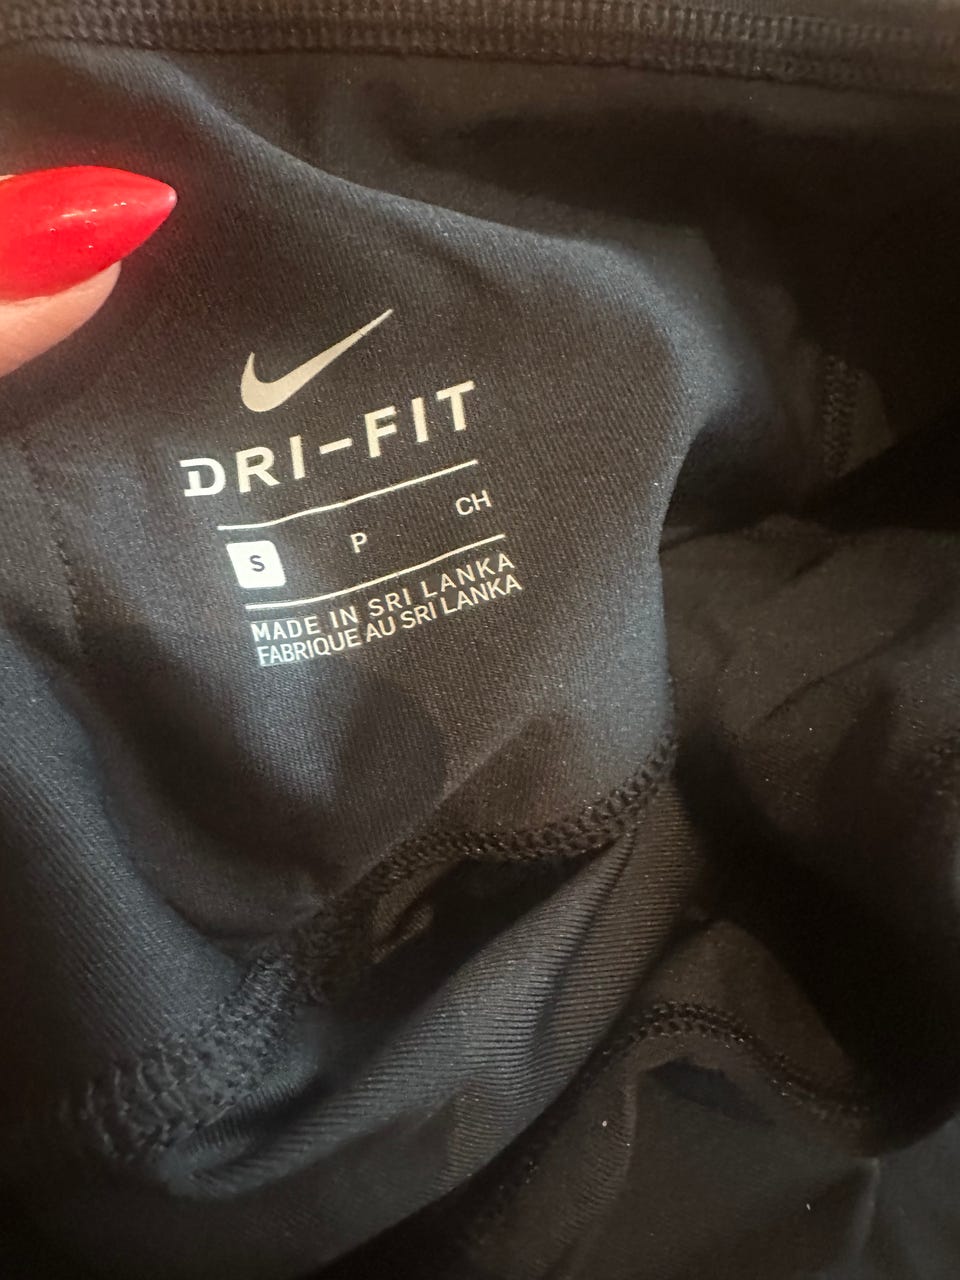 DRI-FIT
S P CH
MADE IN SRI LANKA
FABRIQUE AU SRI LANKA